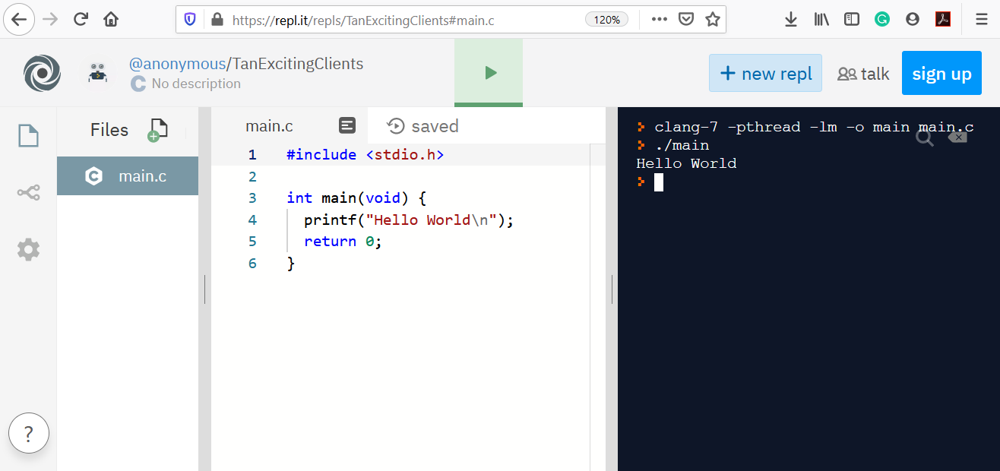 https://repl.it/repls/TanExcitingClients#main.c
120%
@anonymous/TanExcitingClients
No description
+ new repl
talk
sign up
Files
main.c
main.c
saved
1 #include <stdio.h>
2
3 int main(void) {
4 printf("Hello World\n");
5 return 0;
6 }
clang-7 -pthread -lm -o main main.c
./main
Hello World
?